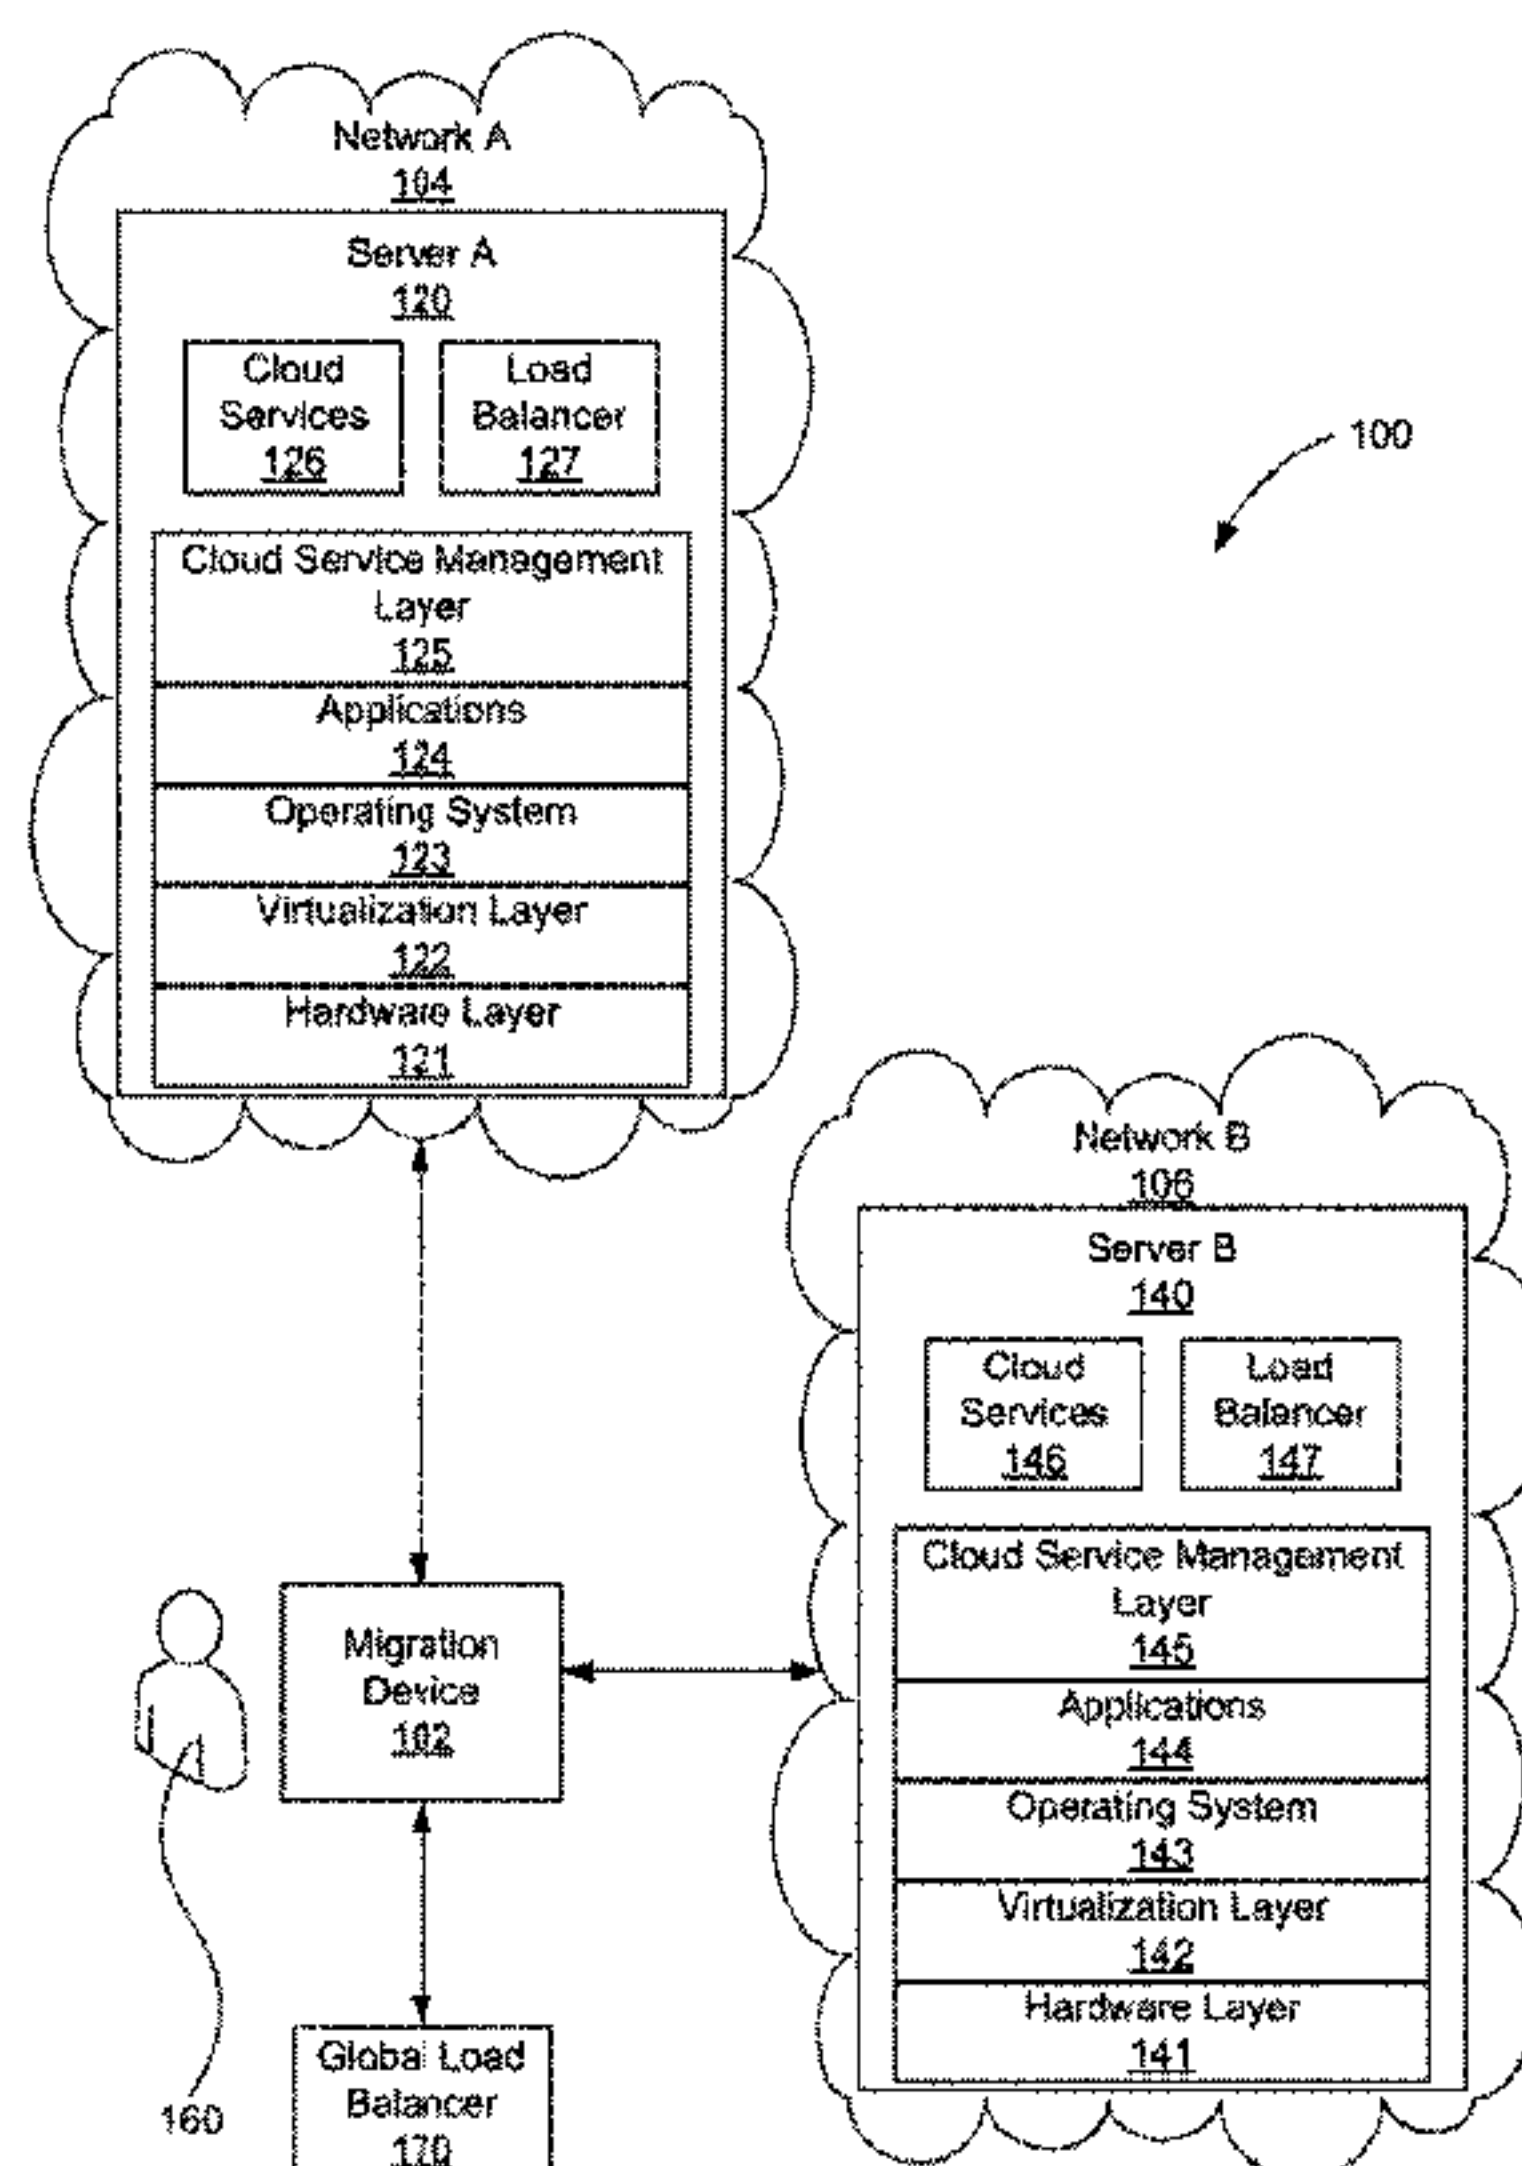 Network A
104
Server A
120
Cloud
Services
126
Load
Balancer
127
Cloud Service Management
Layer
125
Applications
124
Operating System
123
Virtualization Layer
122
Hardware Layer
121
100
Network B
106
Server B
140
Cloud
Services
146
Load
Balancer
147
Cloud Service Management
Layer
145
Applications
144
Operating System
143
Virtualization Layer
142
Hardware Layer
141
Migration
Device
102
Global Load
Balancer
170
160